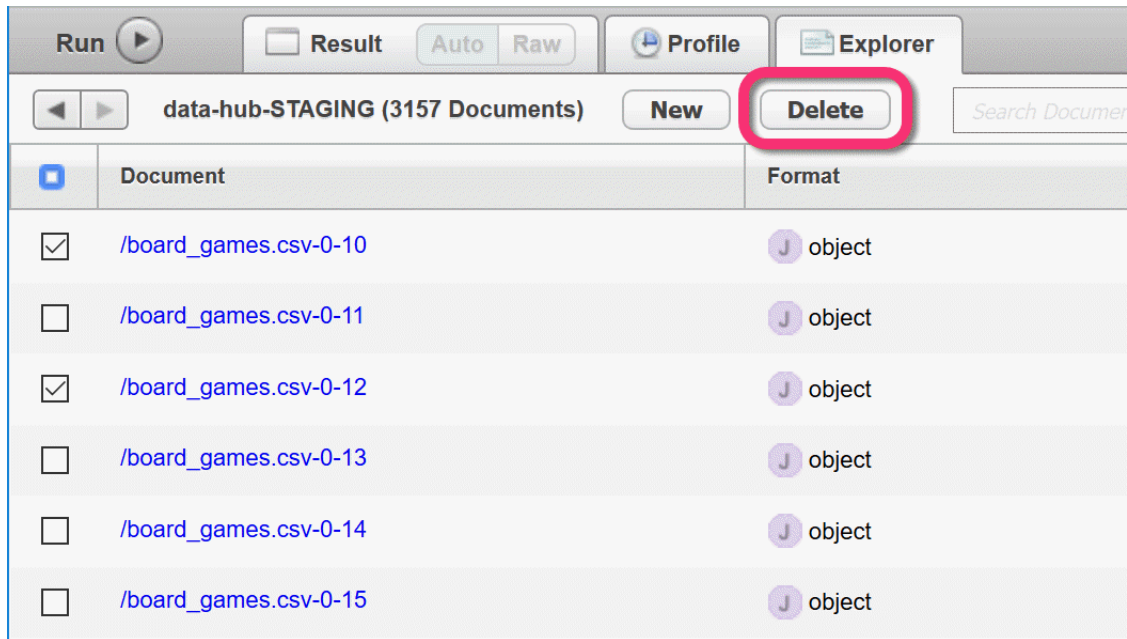 Run Result Auto Raw Profile Explorer
data-hub-STAGING (3157 Documents) New Delete Search Documen
Document Format
/board_games.csv-0-10 J object
/board_games.csv-0-11 J object
/board_games.csv-0-12 J object
/board_games.csv-0-13 J object
/board_games.csv-0-14 J object
/board_games.csv-0-15 J object